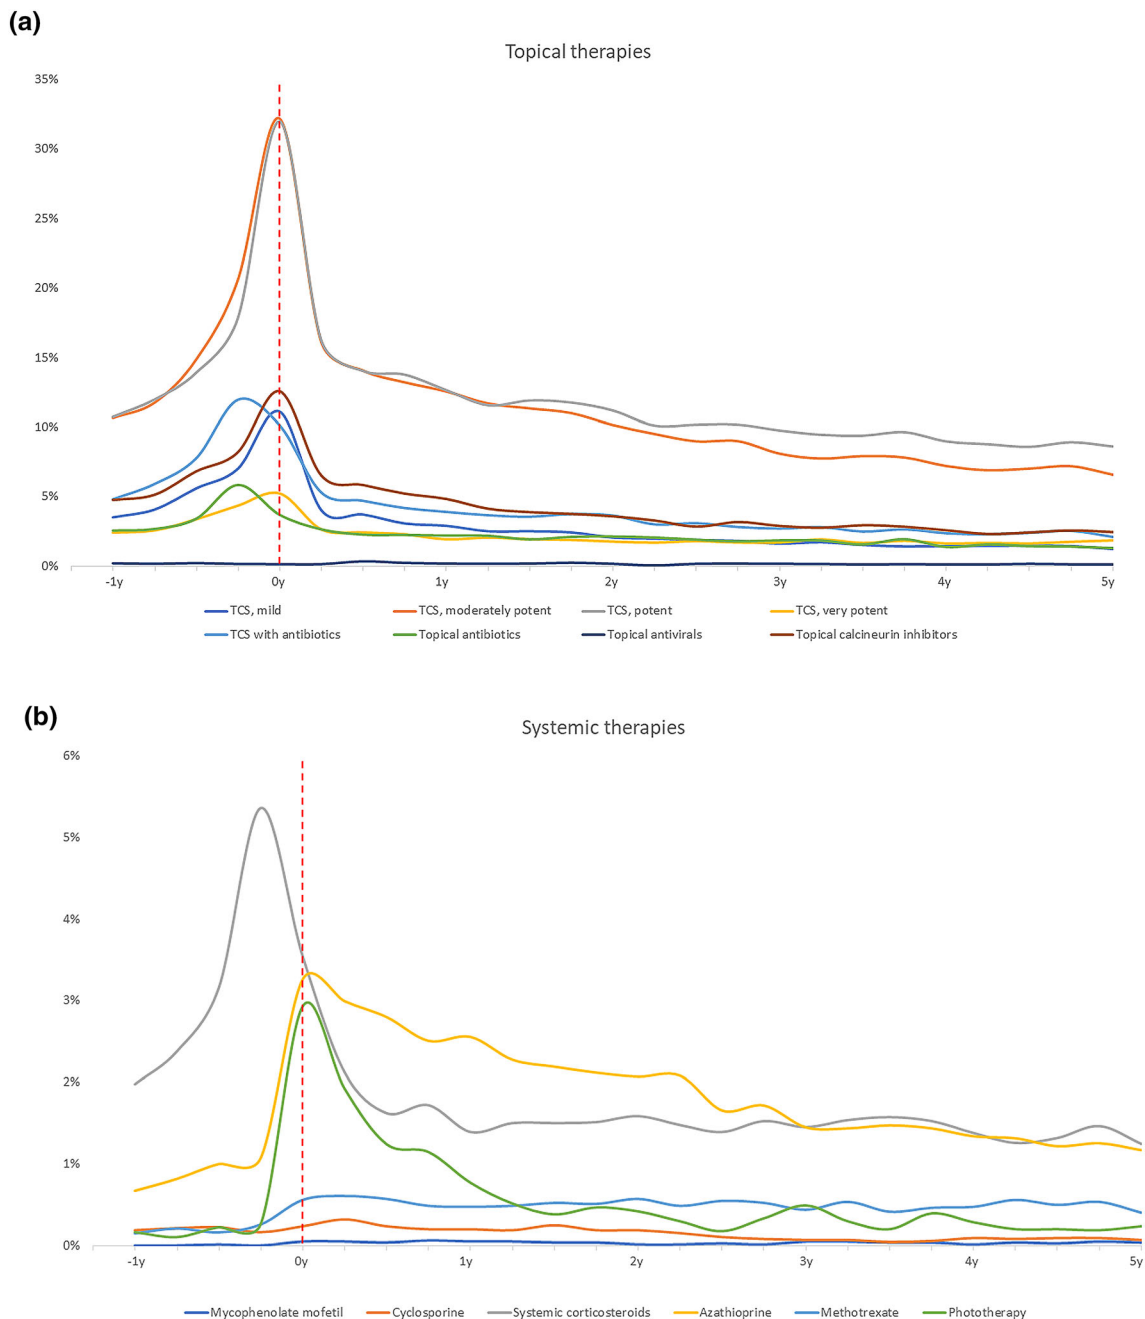 (a)
Topical therapies
35%
30%
25%
20%
15%
10%
5%
0%
-1y 0y 1y 2y 3y 4y 5y
TCS, mild TCS, moderately potent TCS, potent TCS, very potent
TCS with antibiotics Topical antibiotics Topical antivirals Topical calcineurin inhibitors
(b)
Systemic therapies
6%
5%
4%
3%
2%
1%
0%
-1y 0y 1y 2y 3y 4y 5y
Mycophenolate mofetil Cyclosporine Systemic corticosteroids Azathioprine Methotrexate Phototherapy